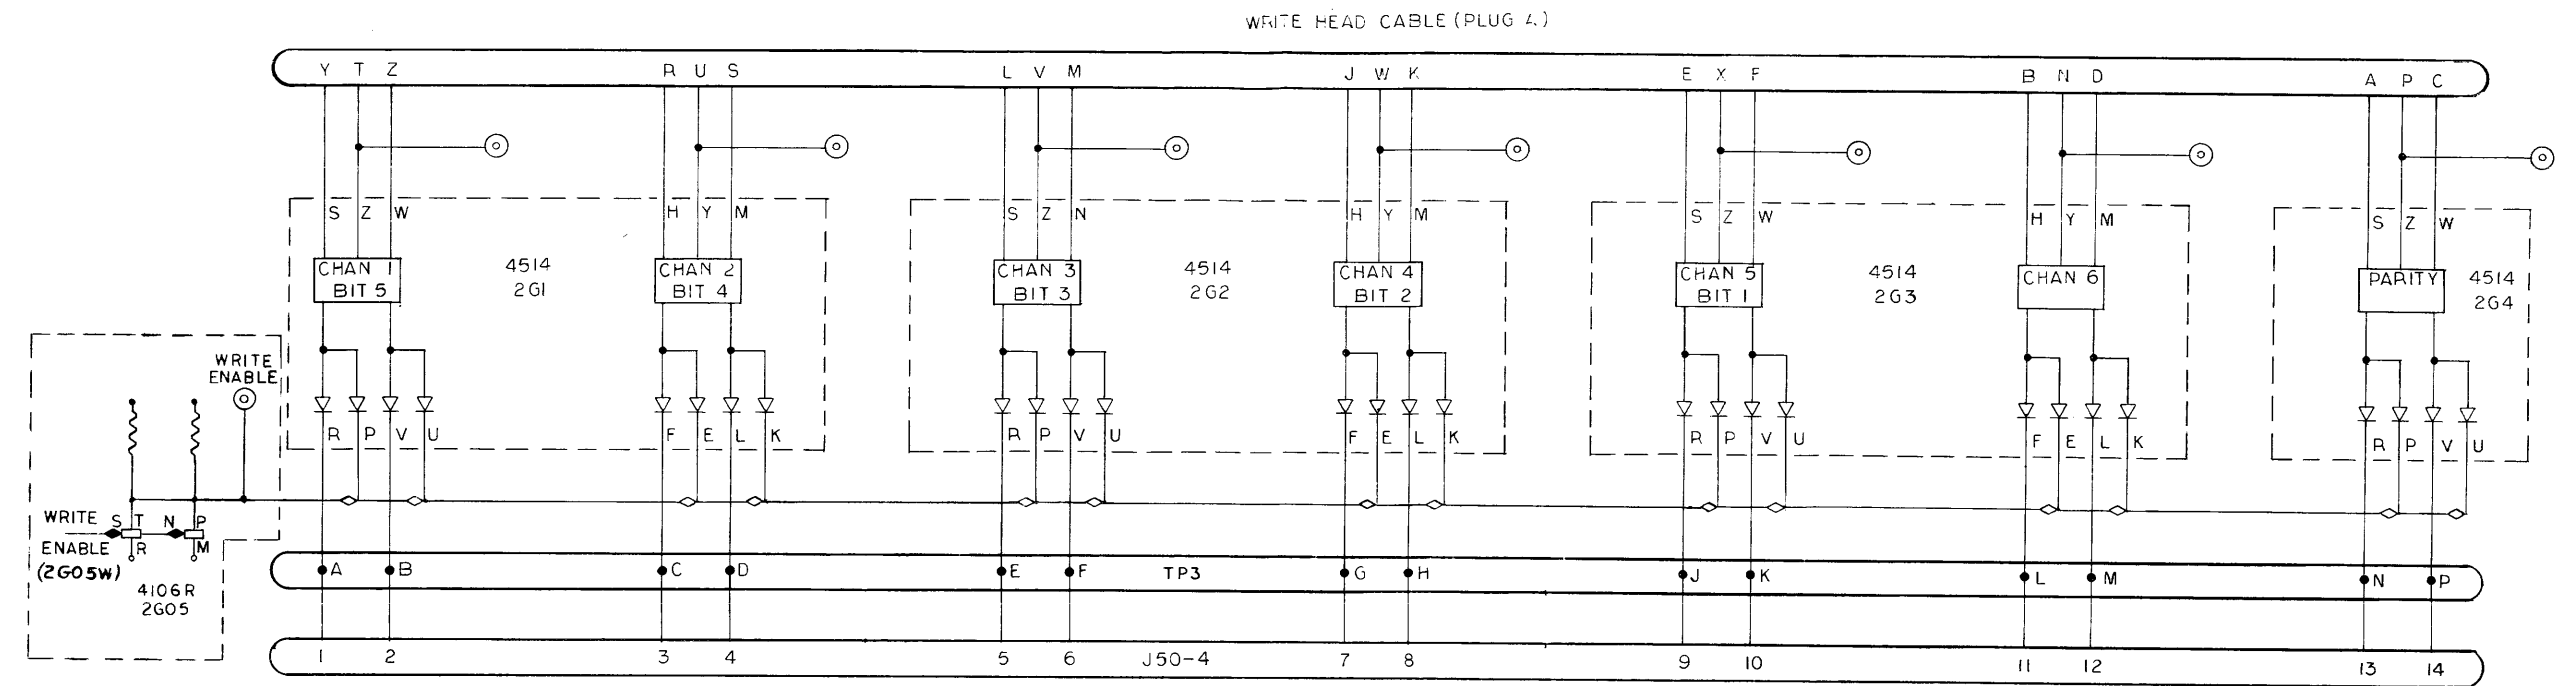 WRITE HEAD CABLE (PLUG A)
Y T Z R U S L V M J W K E X F B N D A P C
S Z W H Y M S Z N H Y M S Z W H Y M S Z W
CHAN 1
BIT 5
4514
2G1
CHAN 2
BIT 4
CHAN 3
BIT 3
4514
2G2
CHAN 4
BIT 2
CHAN 5
BIT 1
4514
2G3
CHAN 6
PARITY
4514
2G4
WRITE
ENABLE
R P V U F E L K R P V U F E L K R P V U F E L K R P V U
WRITE S T N P
ENABLE R M
(2G05W)
4106R
2G05
A B C D E F TP3 G H J K L M N P
1 2 3 4 5 6 J50-4 7 8 9 10 11 12 13 14